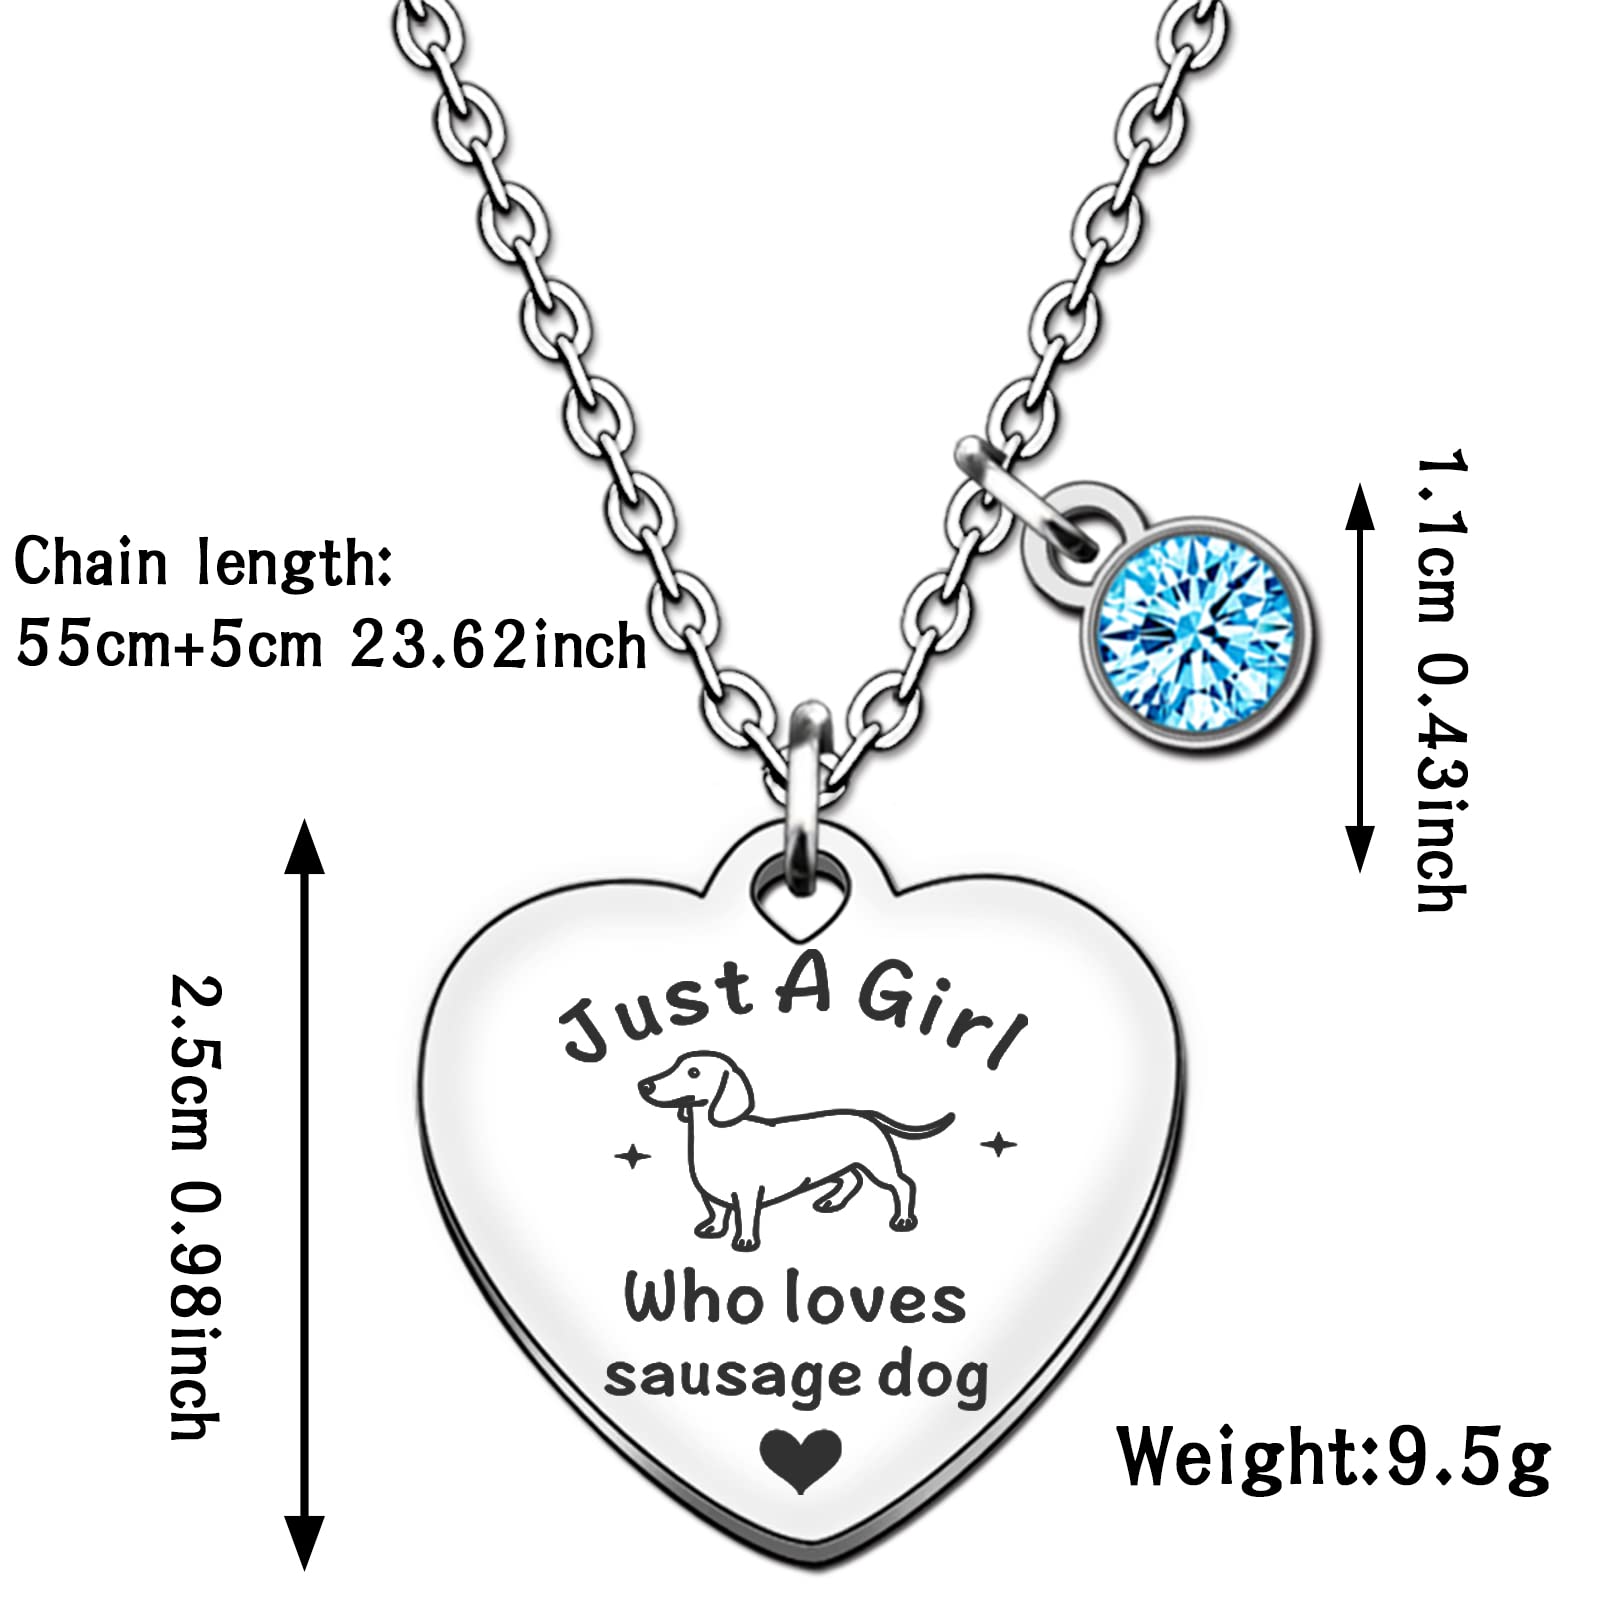 Chain length:
55cm+5cm 23.62inch
1.1cm 0.43inch
2.5cm 0.98inch
Just A Girl
Who loves
sausage dog
Weight:9.5g